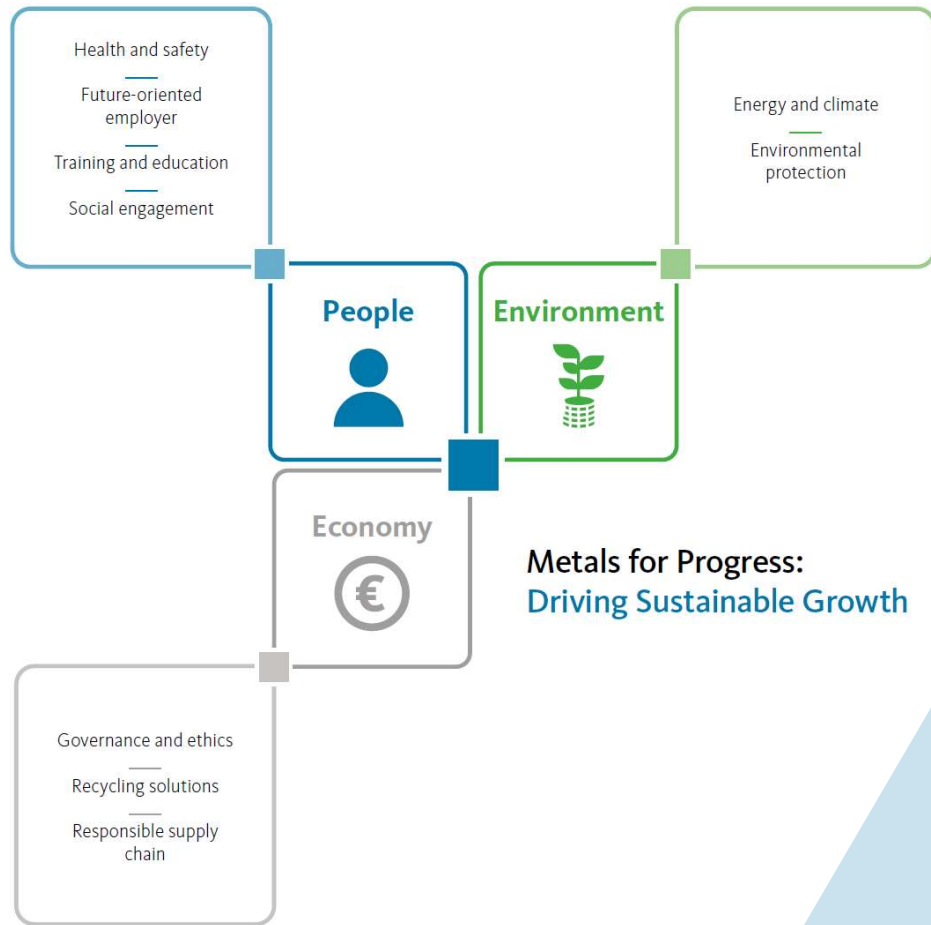 Health and safety
Future-oriented
employer
Training and education
Social engagement
Energy and climate
Environmental
protection
People
Environment
Economy
€
Metals for Progress:
Driving Sustainable Growth
Governance and ethics
Recycling solutions
Responsible supply
chain